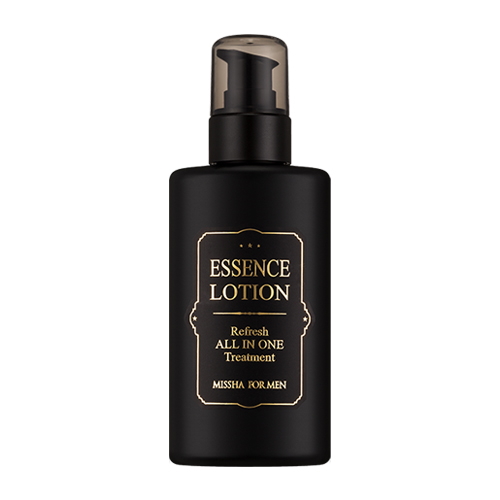 ESSENCE
LOTION
Refresh
ALL IN ONE
Treatment
MISSHA FOR MEN